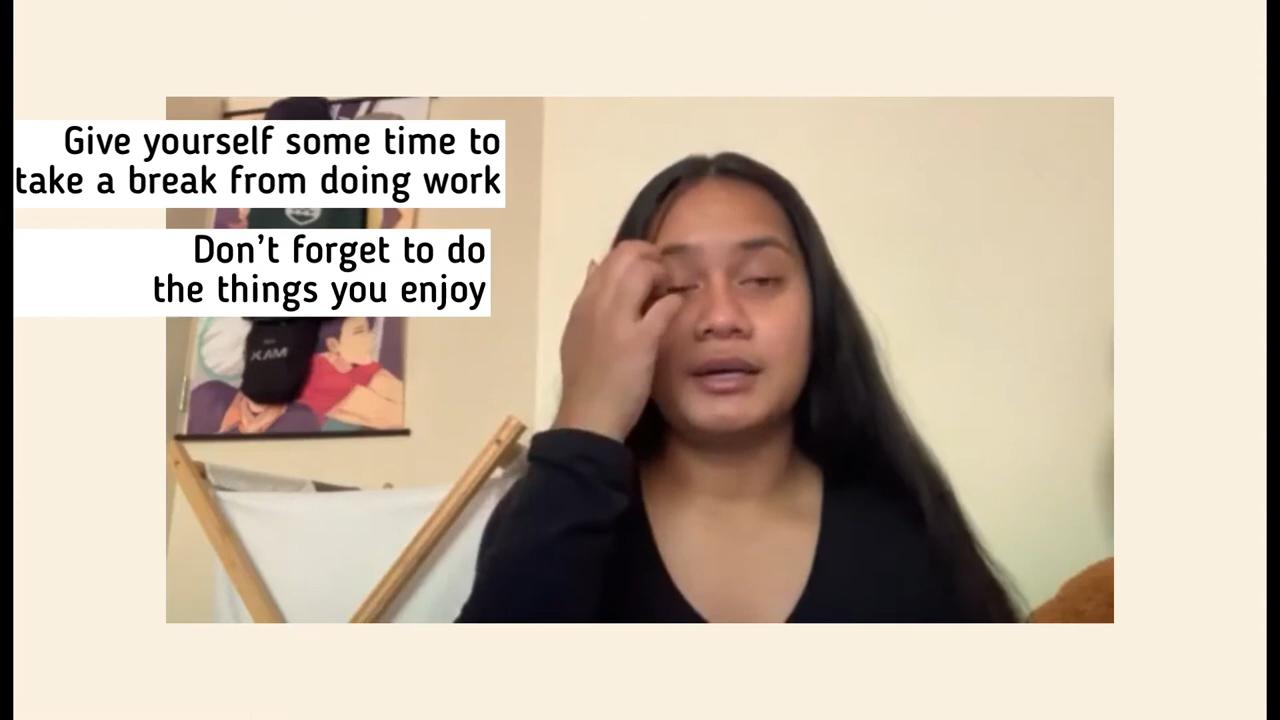 Give yourself some time to
take a break from doing work
Don't forget to do
the things you enjoy
KAM